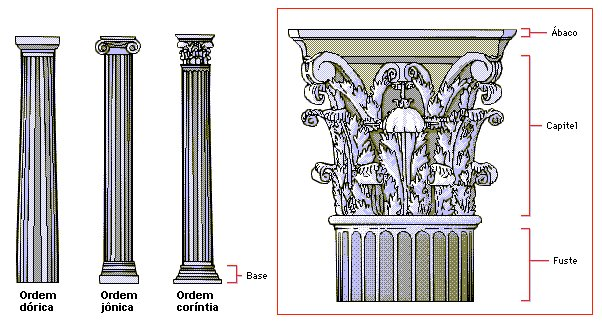 Ábaco
Capitel
Fuste
Base
Ordem
dórica
Ordem
jônica
Ordem
coríntia